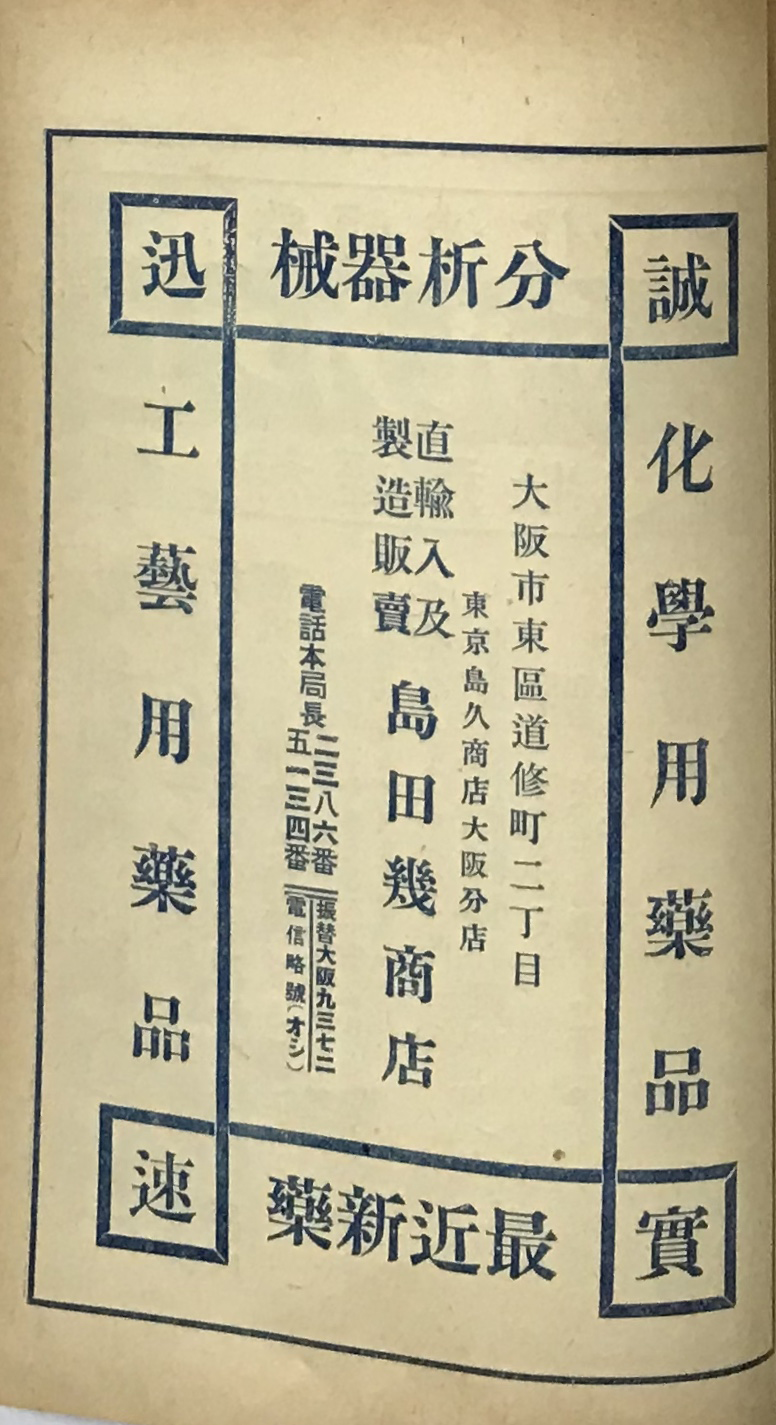 誠
化學用藥品
實
分析器械
大阪市東區道修町二丁目
東京島久商店大阪分店
直輸入及
製造販賣
島田幾商店
電話本局長
二三八六番
五一三四番
振替大阪九三七二
電信略號(オシ)
最近新藥
迅
工藝用藥品
速